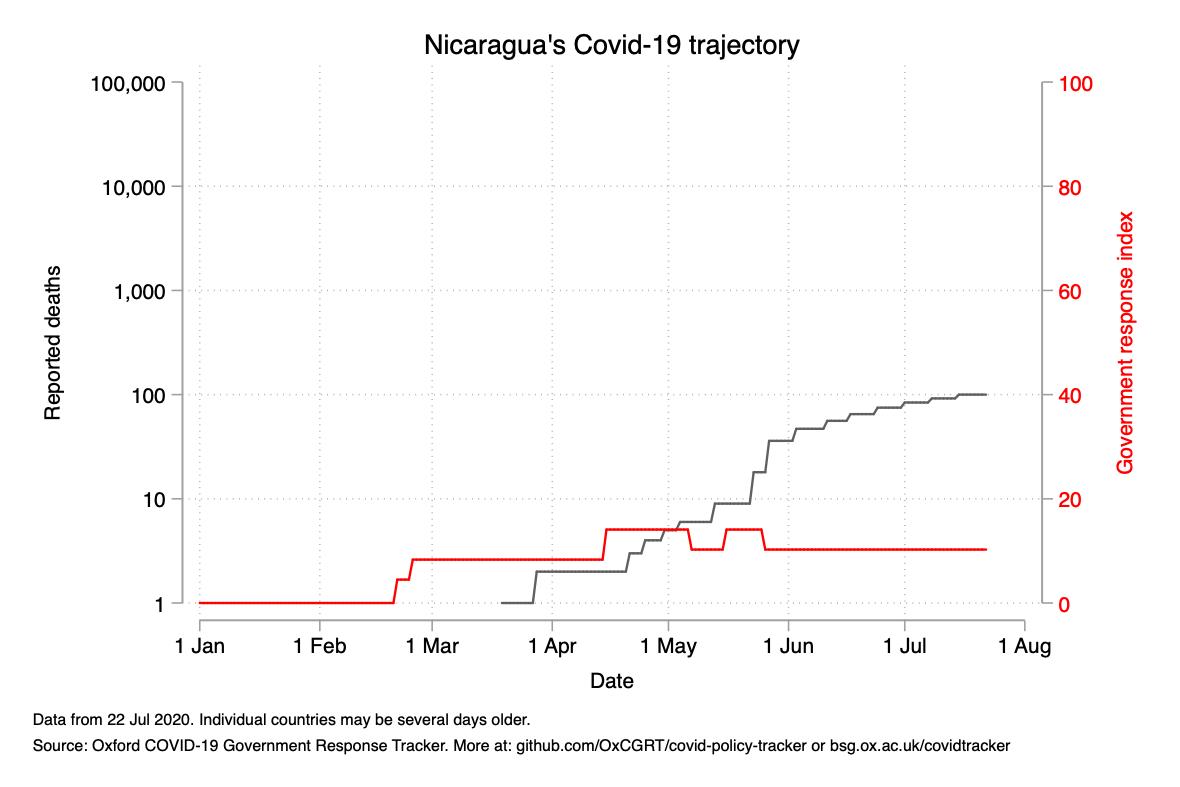 Nicaragua's Covid-19 trajectory
100,000
10,000
1,000
100
10
1
Reported deaths
100
80
60
40
20
0
Government response index
1 Jan 1 Feb 1 Mar 1 Apr 1 May 1 Jun 1 Jul 1 Aug
Date
Data from 22 Jul 2020. Individual countries may be several days older.
Source: Oxford COVID-19 Government Response Tracker. More at: github.com/OxCGRT/covid-policy-tracker or bsg.ox.ac.uk/covidtracker